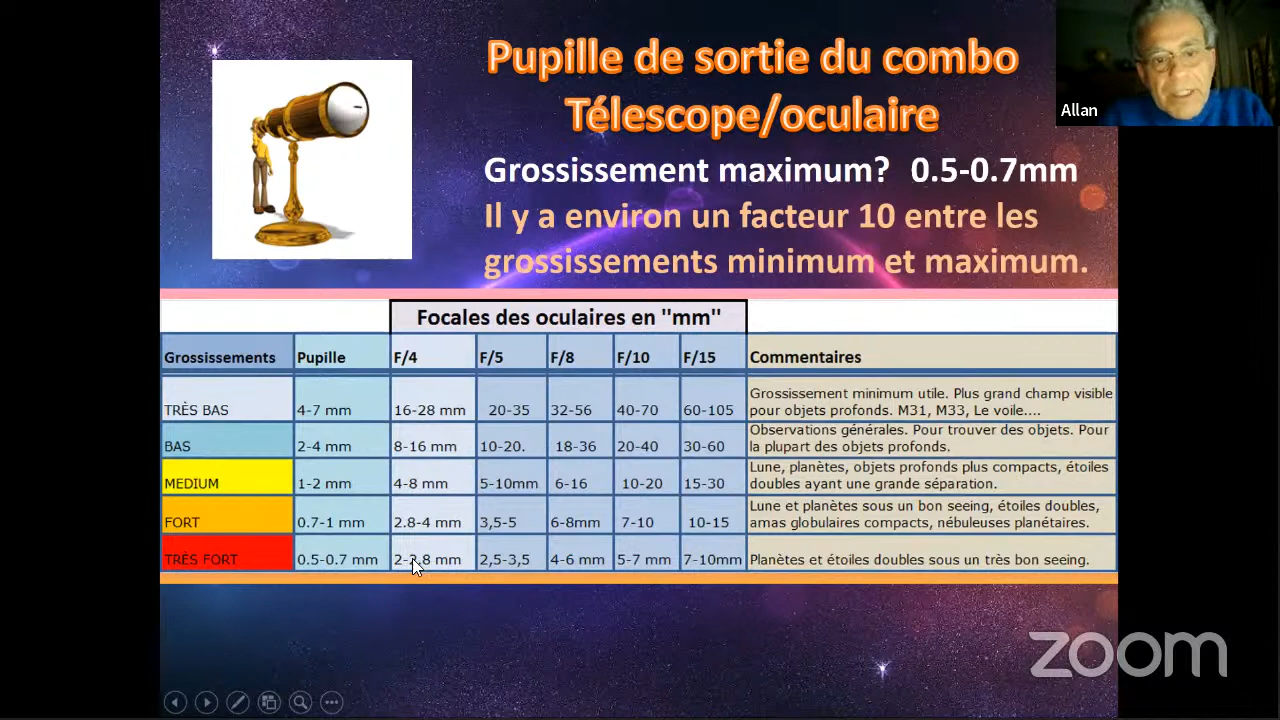 Pupille de sortie du combo
Télescope/oculaire
Allan
Grossissement maximum? 0.5-0.7mm
Il y a environ un facteur 10 entre les
grossissements minimum et maximum.
Focales des oculaires en "mm"
Grossissements Pupille F/4 F/5 F/8 F/10 F/15 Commentaires
TRÈS BAS 4-7 mm 16-28 mm 20-35 32-56 40-70 60-105 Grossissement minimum utile. Plus grand champ visible
pour objets profonds. M31, M33, Le voile....
BAS 2-4 mm 8-16 mm 10-20. 18-36 20-40 30-60 Observations générales. Pour trouver des objets. Pour
la plupart des objets profonds.
MEDIUM 1-2 mm 4-8 mm 5-10mm 6-16 10-20 15-30 Lune, planètes, objets profonds plus compacts, étoiles
doubles ayant une grande séparation.
FORT 0.7-1 mm 2.8-4 mm 3,5-5 6-8mm 7-10 10-15 Lune et planètes sous un bon seeing, étoiles doubles,
amas globulaires compacts, nébuleuses planétaires.
TRÈS FORT 0.5-0.7 mm 2-2.8 mm 2,5-3,5 4-6 mm 5-7 mm 7-10mm Planètes et étoiles doubles sous un très bon seeing.
zoom